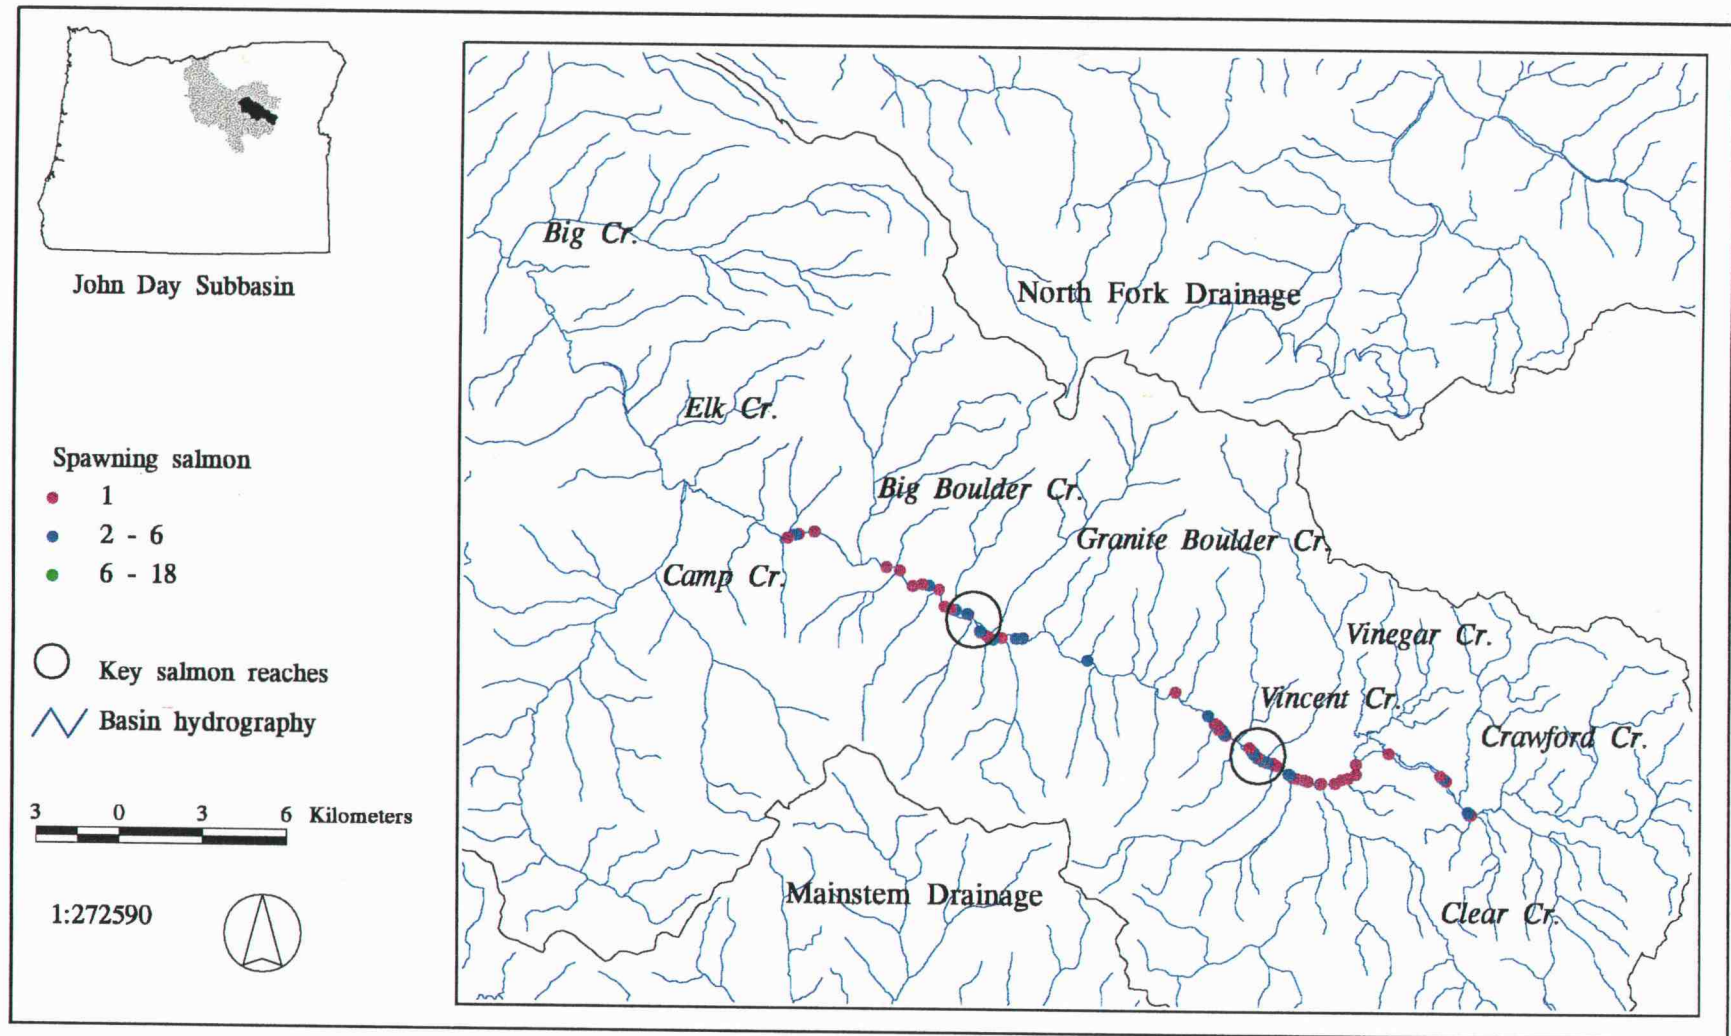 John Day Subbasin
Spawning salmon
1
2 - 6
6 - 18
Key salmon reaches
Basin hydrography
3 0 3 6 Kilometers
1:272590
Big Cr.
North Fork Drainage
Elk Cr.
Big Boulder Cr.
Granite Boulder Cr.
Camp Cr.
Vinegar Cr.
Vincent Cr.
Crawford Cr.
Mainstem Drainage
Clear Cr.